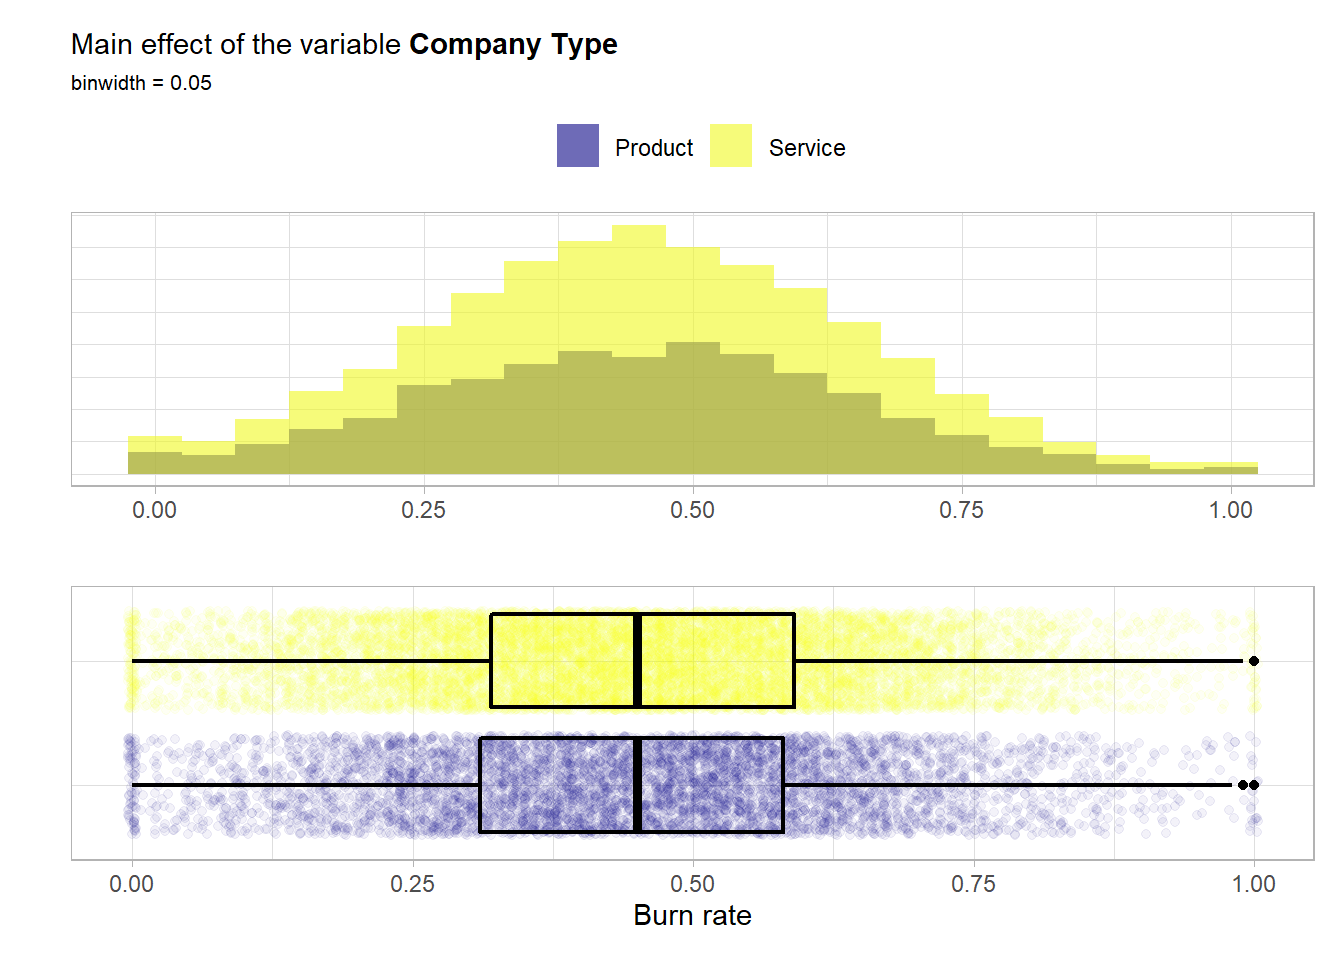 Main effect of the variable Company Type
binwidth = 0.05
Product Service
0.00 0.25 0.50 0.75 1.00
0.00 0.25 0.50 0.75 1.00
Burn rate